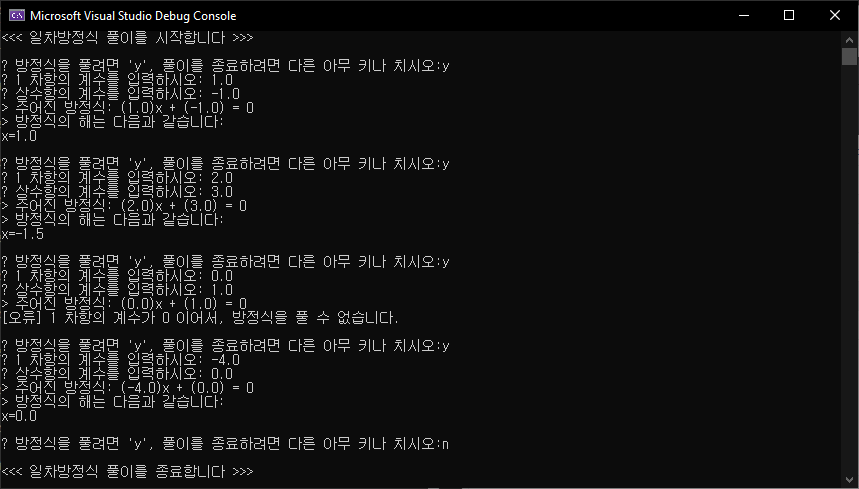 Microsoft Visual Studio Debug Console
<<< 일차방정식 풀이를 시작합니다 >>>
? 방정식을 풀려면 'y', 풀이를 종료하려면 다른 아무 키나 치시오:y
? 1 차항의 계수를 입력하시오: 1.0
? 상수항의 계수를 입력하시오: -1.0
> 주어진 방정식: (1.0)x + (-1.0) = 0
> 방정식의 해는 다음과 같습니다:
x=1.0
? 방정식을 풀려면 'y', 풀이를 종료하려면 다른 아무 키나 치시오:y
? 1 차항의 계수를 입력하시오: 2.0
? 상수항의 계수를 입력하시오: 3.0
> 주어진 방정식: (2.0)x + (3.0) = 0
> 방정식의 해는 다음과 같습니다:
x=-1.5
? 방정식을 풀려면 'y', 풀이를 종료하려면 다른 아무 키나 치시오:y
? 1 차항의 계수를 입력하시오: 0.0
? 상수항의 계수를 입력하시오: 1.0
> 주어진 방정식: (0.0)x + (1.0) = 0
[오류] 1 차항의 계수가 0 이어서, 방정식을 풀 수 없습니다.
? 방정식을 풀려면 'y', 풀이를 종료하려면 다른 아무 키나 치시오:y
? 1 차항의 계수를 입력하시오: -4.0
? 상수항의 계수를 입력하시오: 0.0
> 주어진 방정식: (-4.0)x + (0.0) = 0
> 방정식의 해는 다음과 같습니다:
x=0.0
? 방정식을 풀려면 'y', 풀이를 종료하려면 다른 아무 키나 치시오:n
<<< 일차방정식 풀이를 종료합니다 >>>